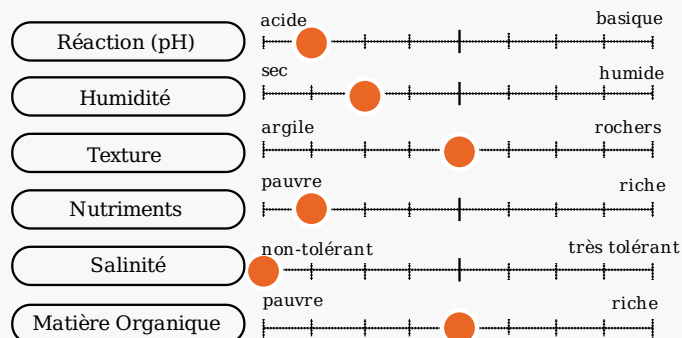 Réaction (pH) acide basique
Humidité sec humide
Texture argile rochers
Nutriments pauvre riche
Salinité non-tolérant très tolérant
Matière Organique pauvre riche